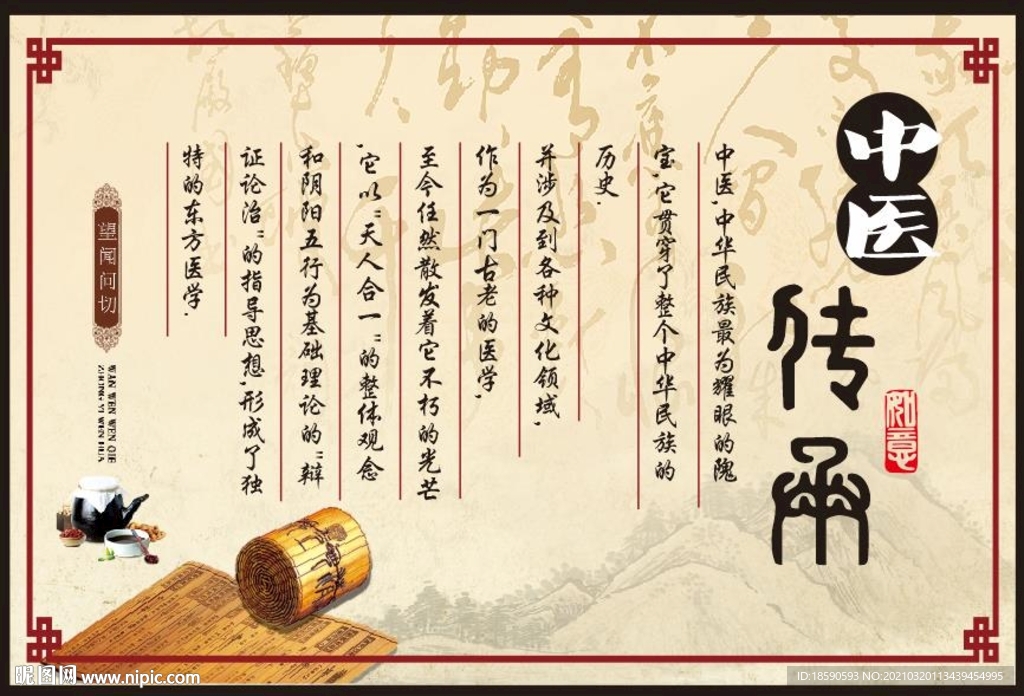 中医
传承
如意
中医,中华民族最为耀眼的瑰
宝,它贯穿了整个中华民族的
历史.
并涉及到各种文化领域,
作为一门古老的医学,
至今任然散发着它不朽的光芒
,它以"天人合一"的整体观念
和阴阳五行为基础理论的"辩
证论治"的指导思想,形成了独
特的东方医学.
望闻问切
WAN WEN WEN QIE
ZHONG YI WEN HUA
昵图网 www.nipic.com
ID:18590593 NO:20210320113439454995